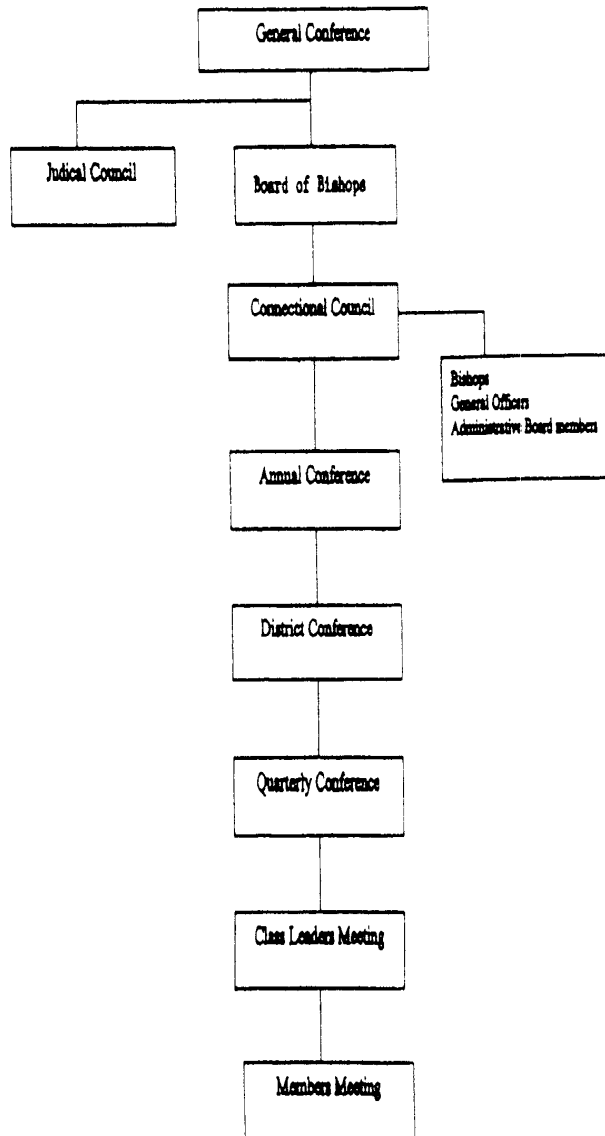 General Conference
Judical Council
Board of Bishops
Connectional Council
Bishops
General Officers
Administrative Board members
Annual Conference
District Conference
Quarterly Conference
Class Leaders Meeting
Members Meeting